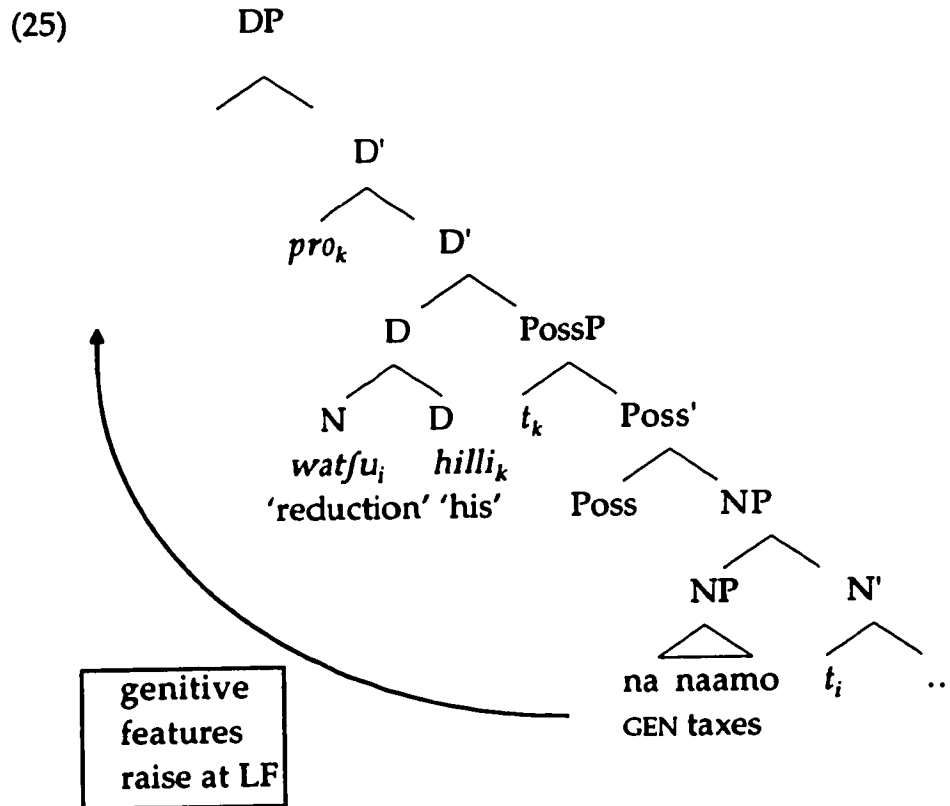 (25) DP
D'
pro_k D'
D PossP
N D t_k Poss'
watʃu_i hilli_k
'reduction' 'his' Poss NP
NP N'
na naamo t_i ..
GEN taxes
genitive
features
raise at LF